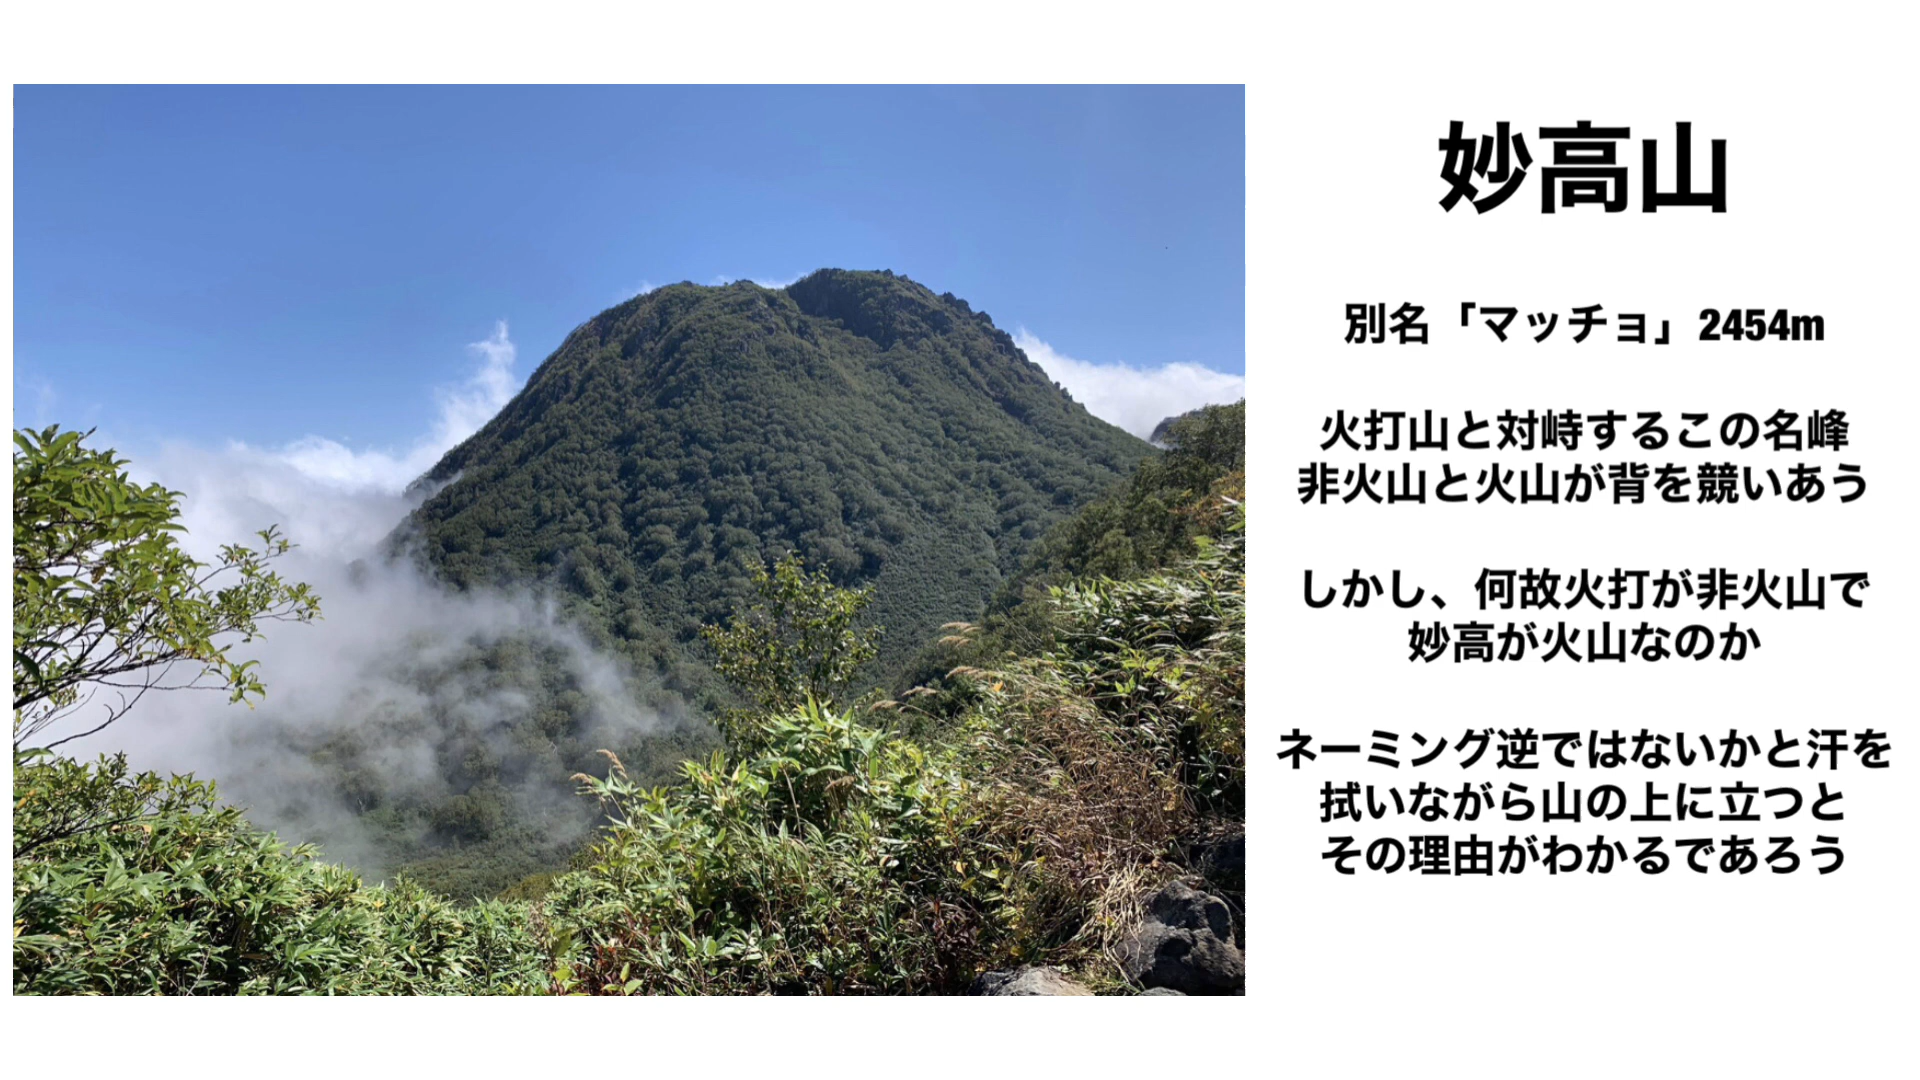 妙高山
別名「マッチョ」2454m
火打山と対峙するこの名峰
非火山と火山が背を競いあう
しかし、何故火打が非火山で
妙高が火山なのか
ネーミング逆ではないかと汗を
拭いながら山の上に立つと
その理由がわかるであろう